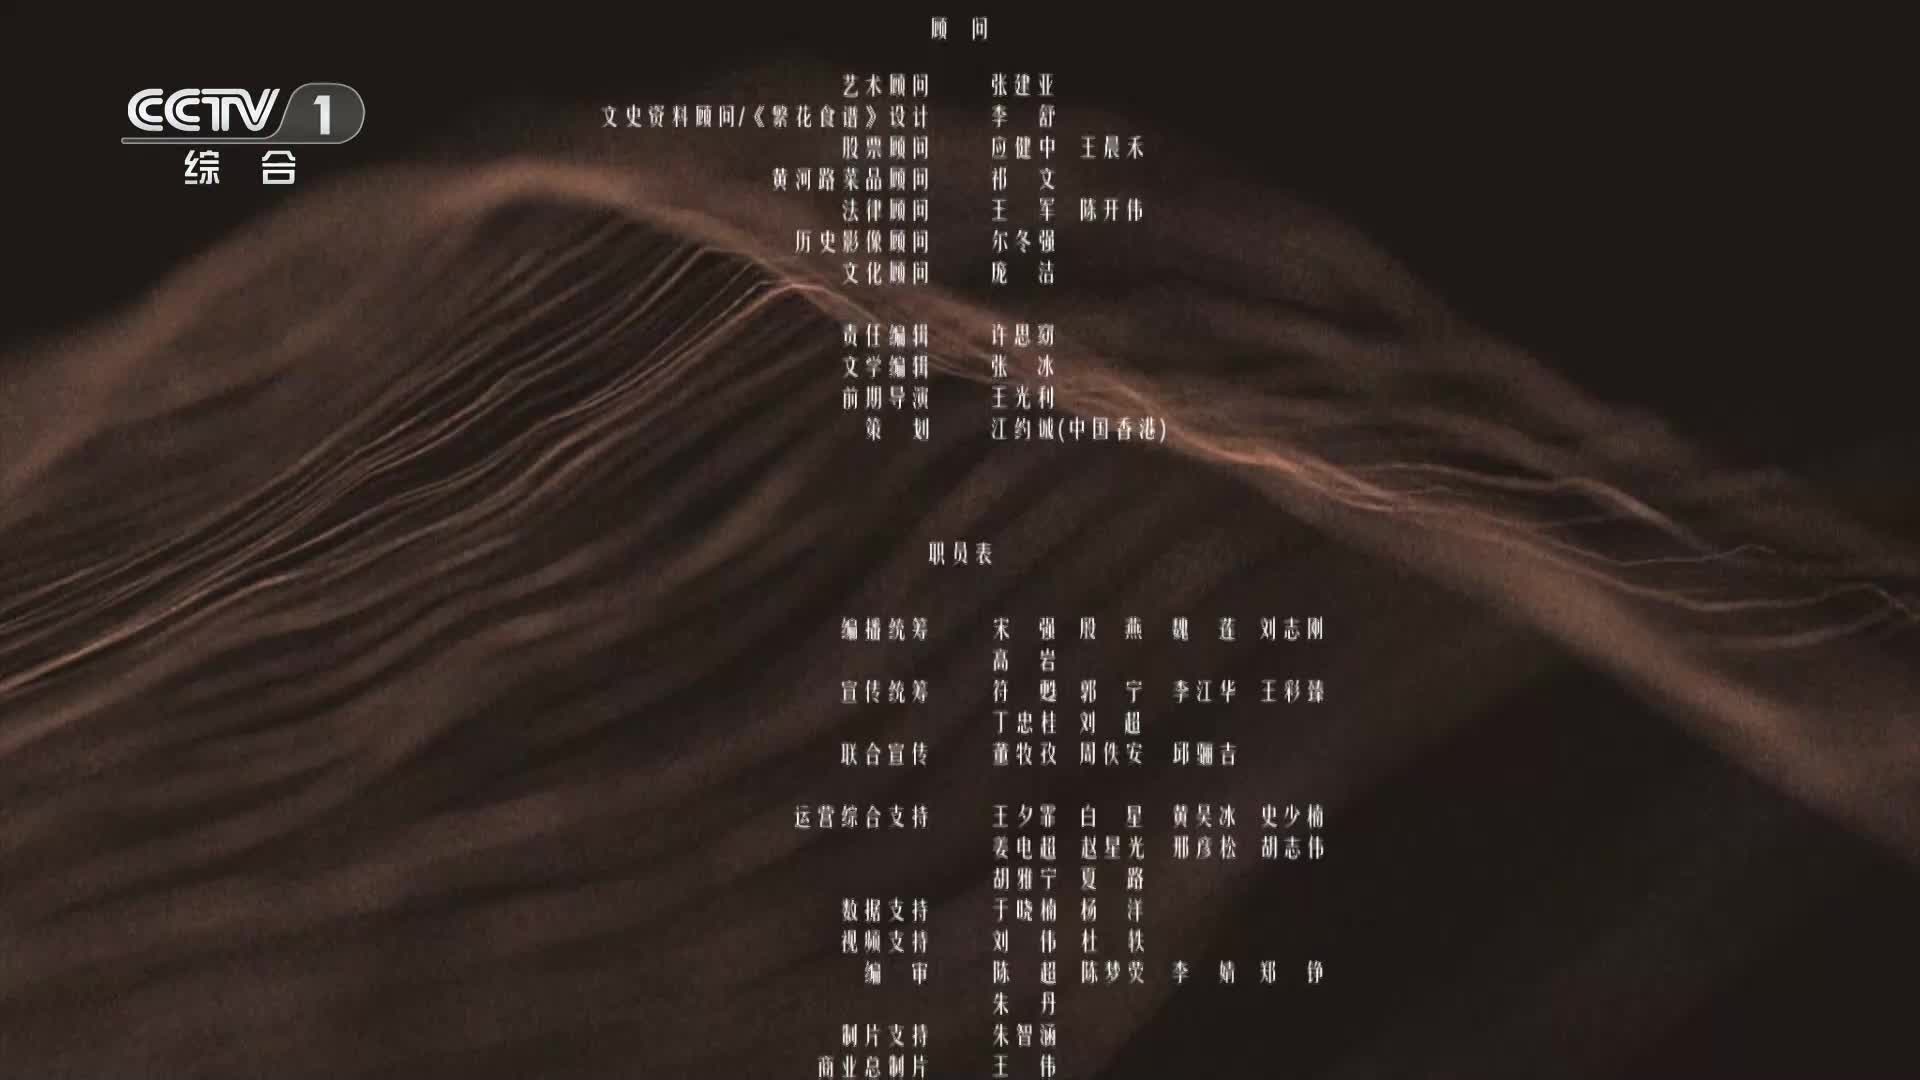 顾 问
CCTV 1
综合
艺术顾问 张建亚
文史资料顾问/《繁花食谱》设计 李 舒
股票顾问 应健中 王晨禾
黄河路菜品顾问 祁 文
法律顾问 王 军 陈开伟
历史影像顾问 尔冬强
文化顾问 庞 洁
责任编辑 许思窈
文学编辑 张 冰
前期导演 王光利
策 划 江约诚(中国香港)
职员表
编播统筹 宋 强 殷 燕 魏 莲 刘志刚
高 岩
宣传统筹 符 甦 郭 宁 李江华 王彩臻
丁忠桂 刘 超
联合宣传 董牧孜 周佚安 邱骊吉
运营综合支持 王夕霏 白 星 黄昊冰 史少楠
姜电超 赵星光 邢彦松 胡志伟
胡雅宁 夏 路
数据支持 于晓楠 杨 洋
视频支持 刘 伟 杜 轶
编 审 陈 超 陈梦荧 李 婧 郑 铮
朱 丹
制片支持 朱智涵
商业总制片 王 伟